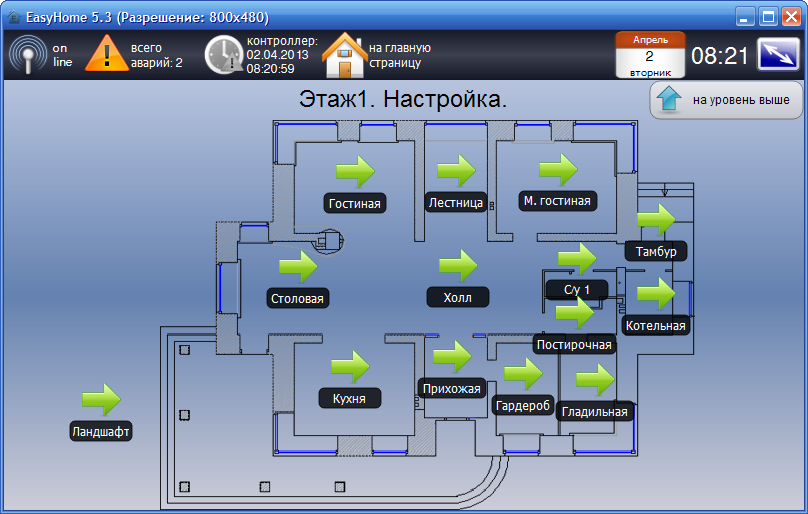 EasyHome 5.3 (Разрешение: 800x480)
on
line
всего
аварий: 2
контроллер:
02.04.2013
08:20:59
на главную
страницу
Апрель
2
вторник
08:21
на уровень выше
Этаж1. Настройка.
Гостиная
Лестница
М. гостиная
Тамбур
Столовая
Холл
С/у 1
Котельная
Постирочная
Кухня
Прихожая
Гардероб
Гладильная
Ландшафт